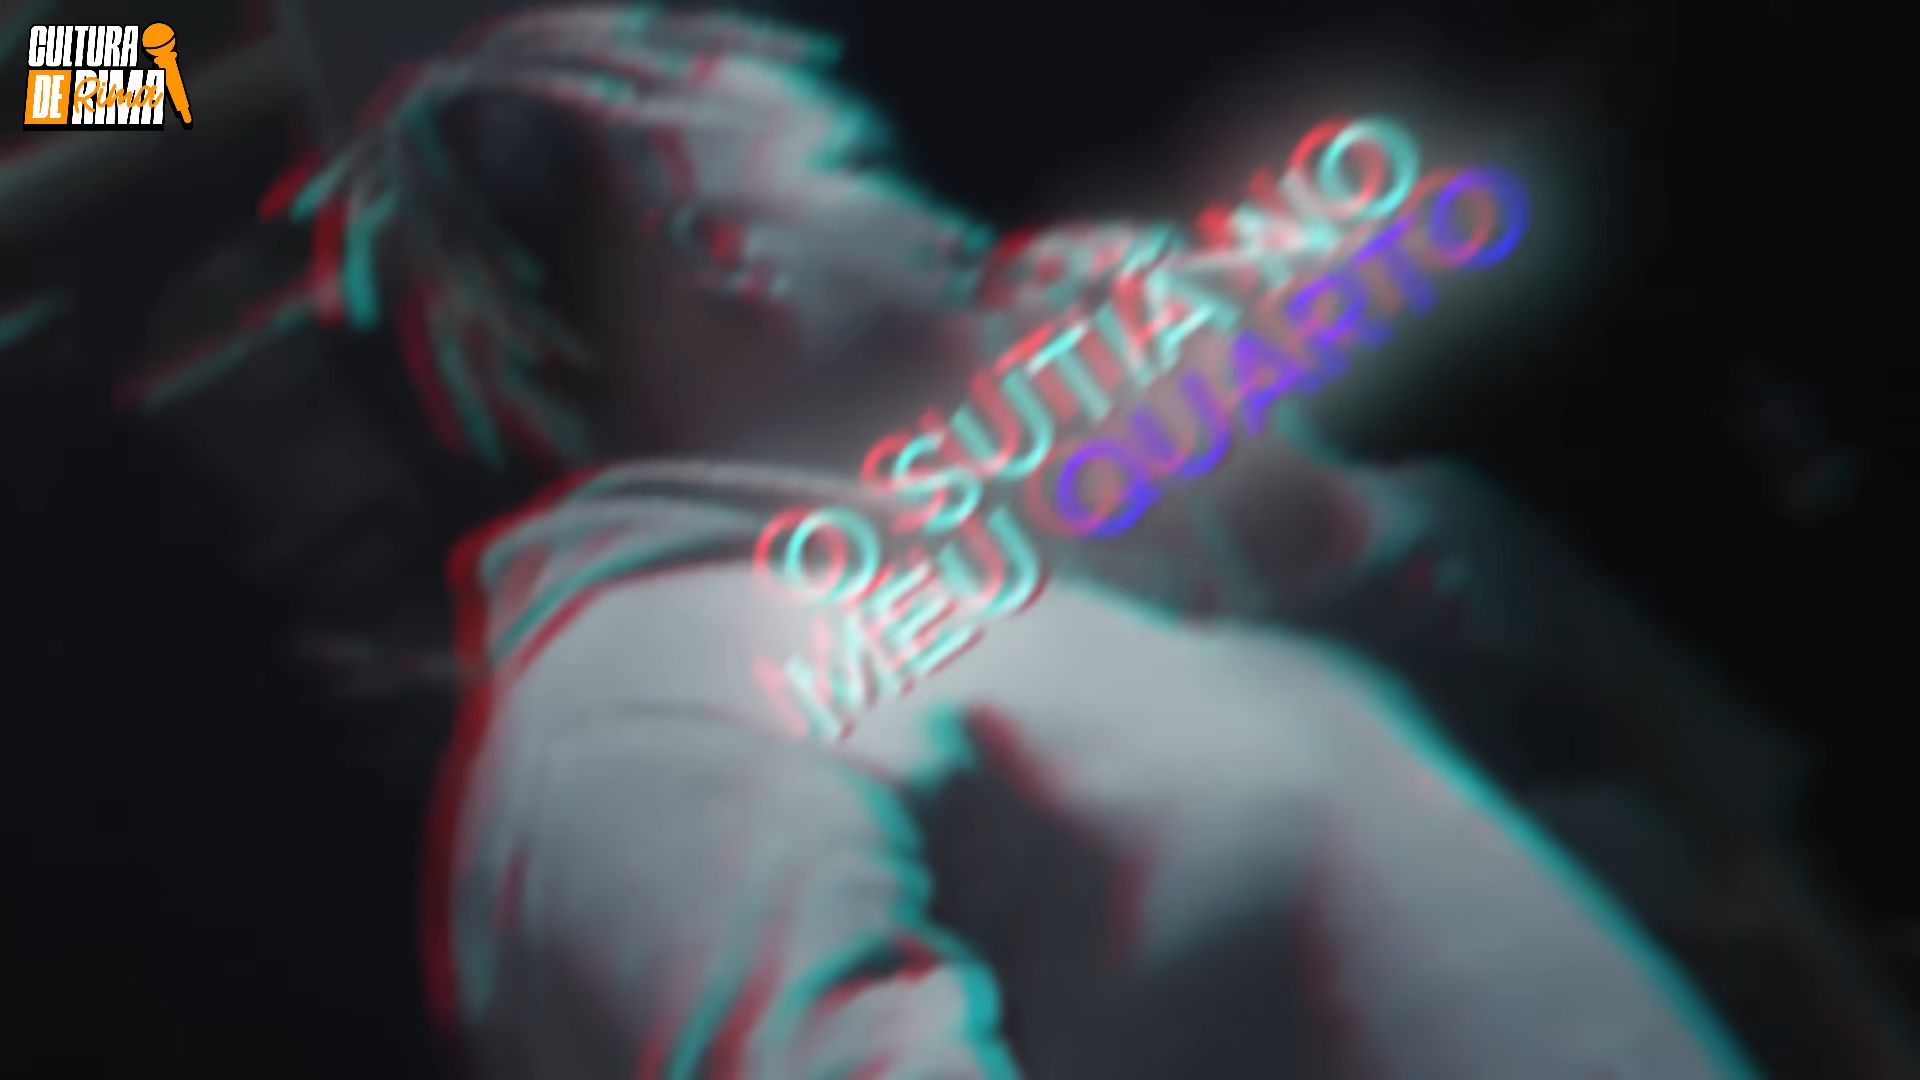 CULTURA
DE RIMA
Rima
O SUTIÃ NO
MEU QUARTO